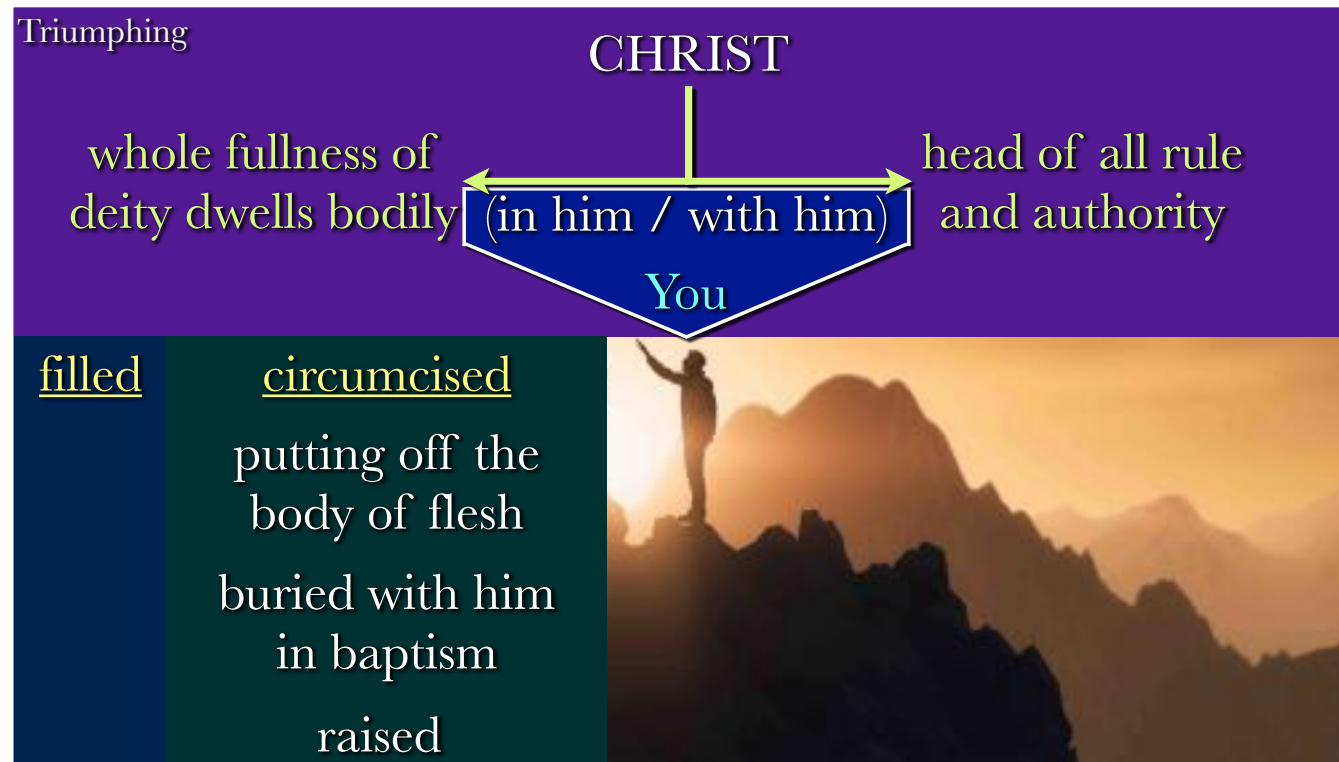 Triumphing
CHRIST
whole fullness of
deity dwells bodily
head of all rule
and authority
(in him / with him)
You
filled
circumcised
putting off the
body of flesh
buried with him
in baptism
raised